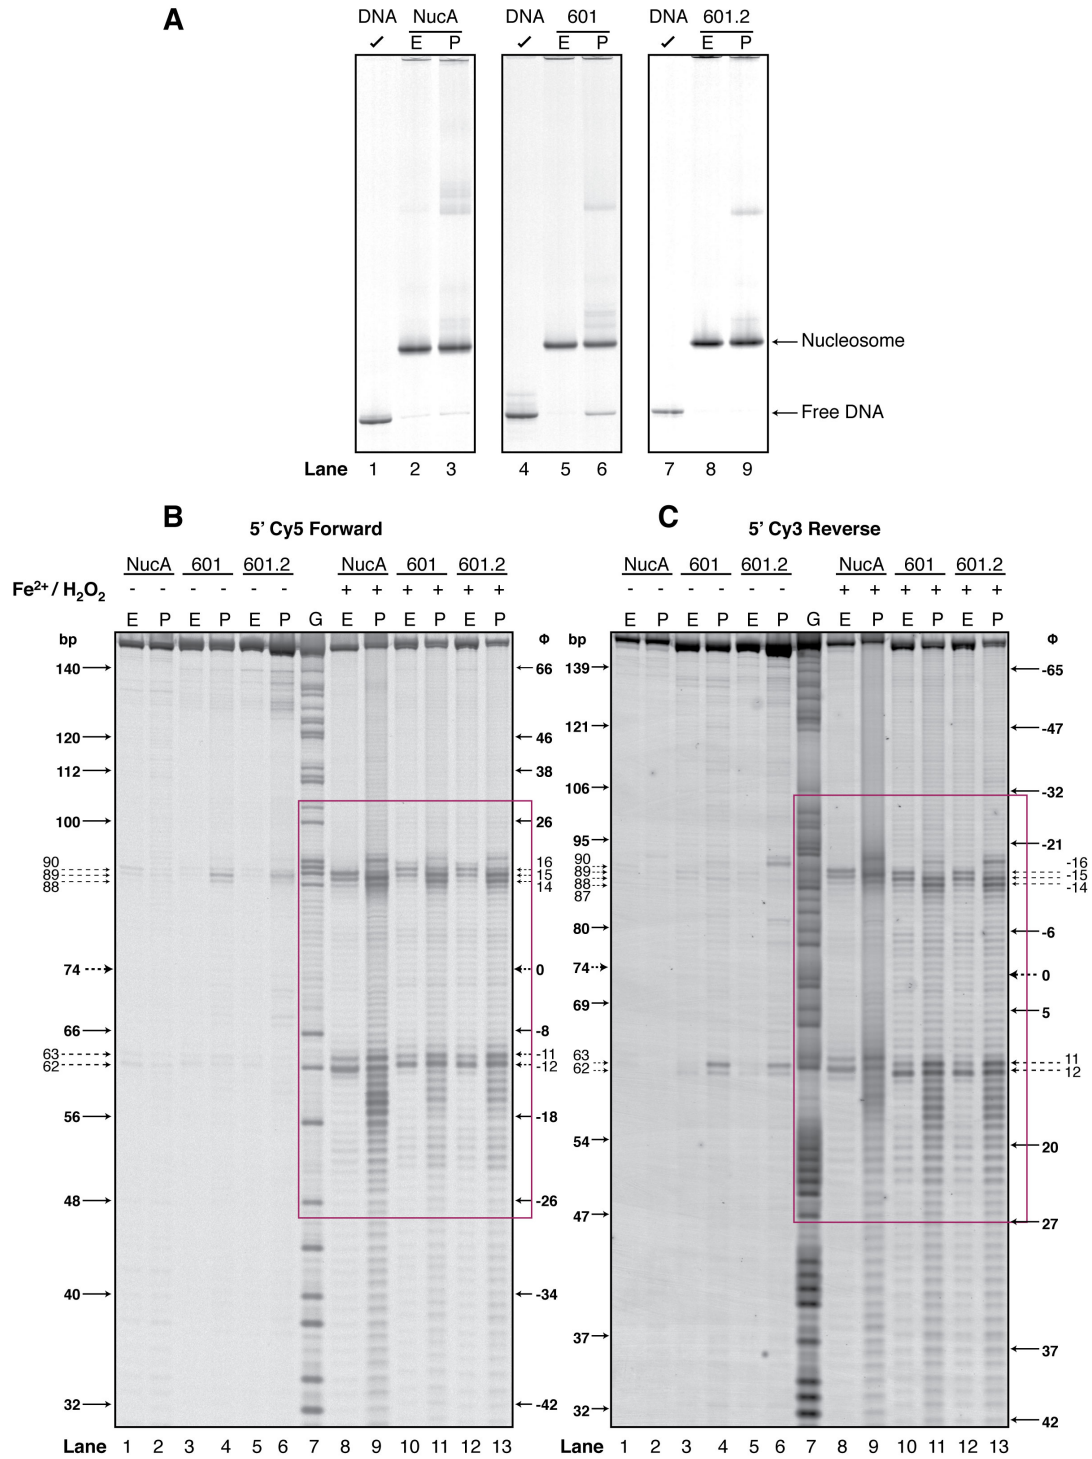 A
DNA NucA DNA 601 DNA 601.2
✓ E P ✓ E P ✓ E P
Nucleosome
Free DNA
Lane 1 2 3 4 5 6 7 8 9
B
5’ Cy5 Forward
NucA 601 601.2 NucA 601 601.2
Fe²⁺ / H₂O₂ - - - - - - + + + + + +
E P E P E P G E P E P E P
bp Φ
140 66
120 46
112 38
100 26
90 16
89 15
88 14
74 0
66 -8
63 -11
62 -12
56 -18
48 -26
40 -34
32 -42
Lane 1 2 3 4 5 6 7 8 9 10 11 12 13
C
5’ Cy3 Reverse
NucA 601 601.2 NucA 601 601.2
- - - - - - + + + + + +
E P E P E P G E P E P E P
bp Φ
139 -65
121 -47
106 -32
95 -21
90 -16
89 -15
88 -14
87
80 -6
74 0
69 5
63 11
62 12
54 20
47 27
37 37
32 42
Lane 1 2 3 4 5 6 7 8 9 10 11 12 13